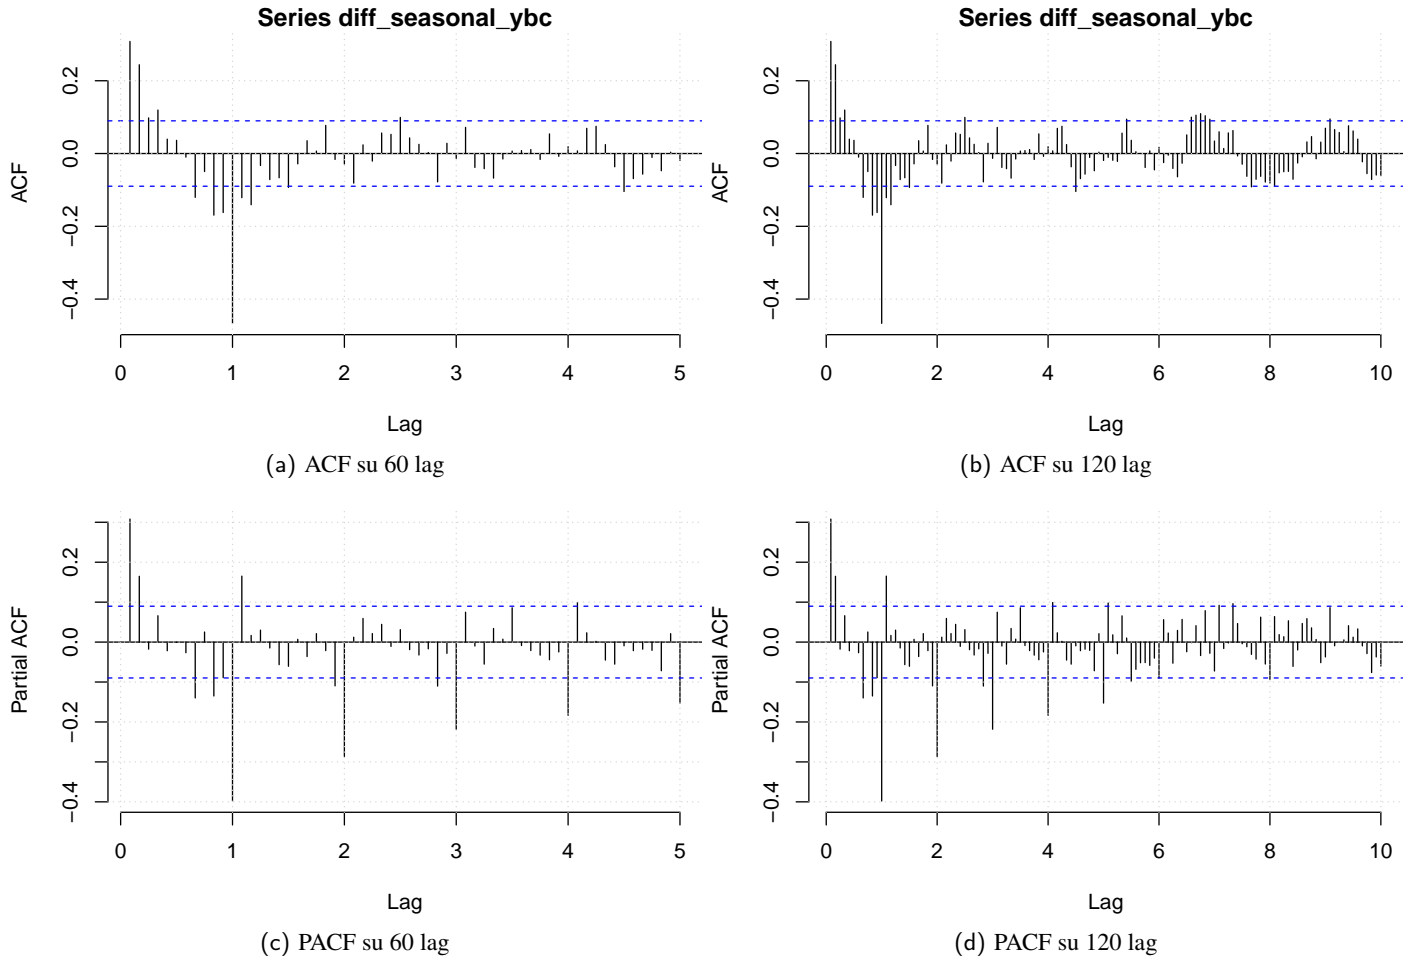 Series diff_seasonal_ybc
Series diff_seasonal_ybc
ACF
0.2
0.0
−0.2
−0.4
0 1 2 3 4 5
Lag
(a) ACF su 60 lag
ACF
0.2
0.0
−0.2
−0.4
0 2 4 6 8 10
Lag
(b) ACF su 120 lag
Partial ACF
0.2
0.0
−0.2
−0.4
0 1 2 3 4 5
Lag
(c) PACF su 60 lag
Partial ACF
0.2
0.0
−0.2
−0.4
0 2 4 6 8 10
Lag
(d) PACF su 120 lag